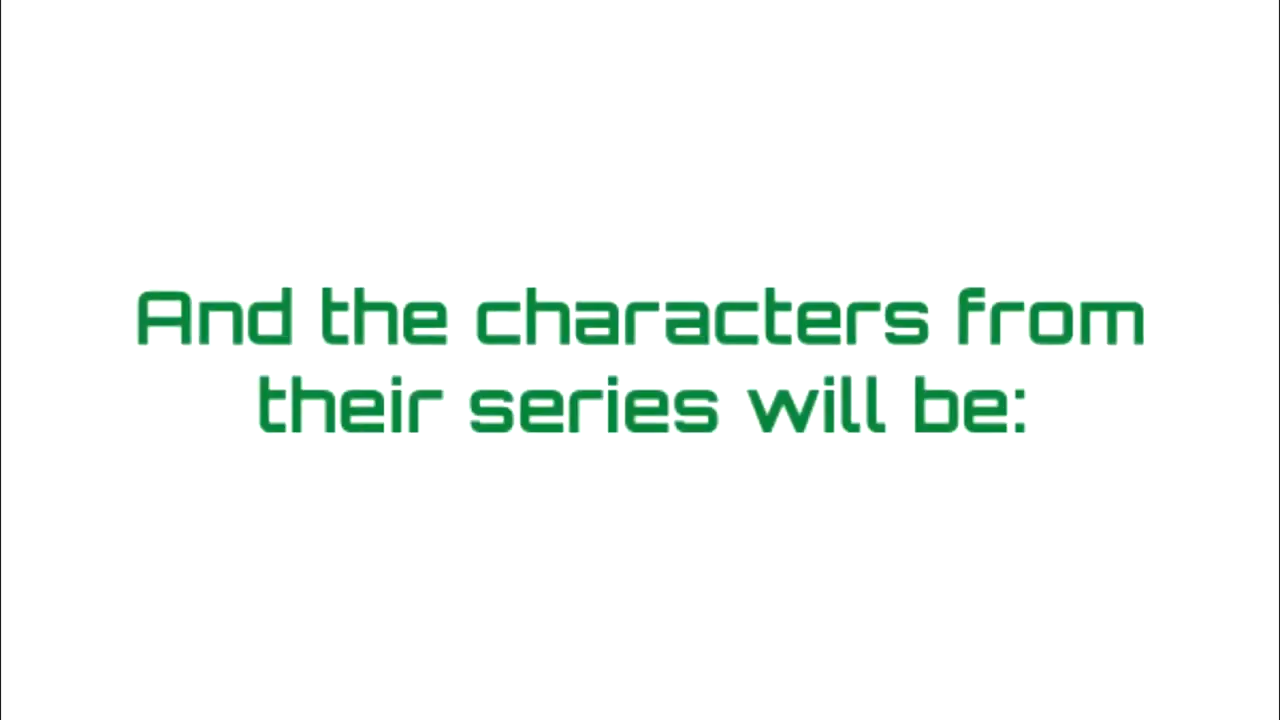 And the characters from
their series will be: